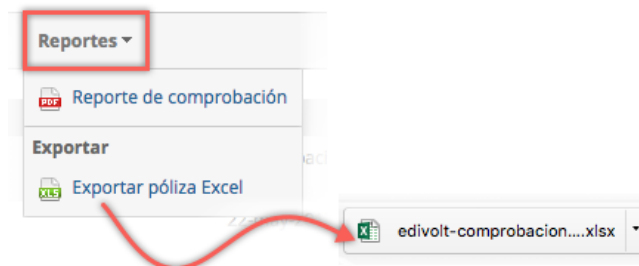 Reportes
PDF
Reporte de comprobación
Exportar
XLS
Exportar póliza Excel
edivolt-comprobacion....xlsx